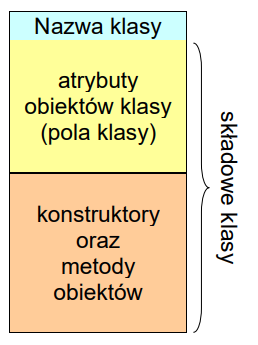 Nazwa klasy
atrybuty
obiektów klasy
(pola klasy)
konstruktory
oraz
metody
obiektów
składowe klasy